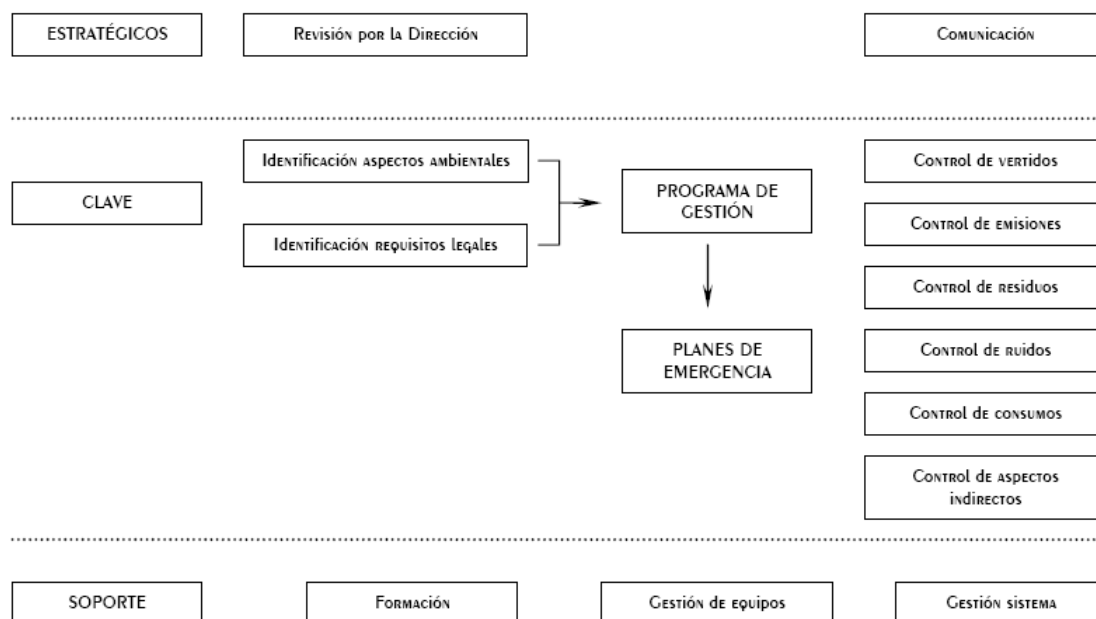 ESTRATÉGICOS
Revisión por la Dirección
Comunicación
CLAVE
Identificación aspectos ambientales
Identificación requisitos legales
PROGRAMA DE
GESTIÓN
PLANES DE
EMERGENCIA
Control de vertidos
Control de emisiones
Control de residuos
Control de ruidos
Control de consumos
Control de aspectos
indirectos
SOPORTE
Formación
Gestión de equipos
Gestión sistema